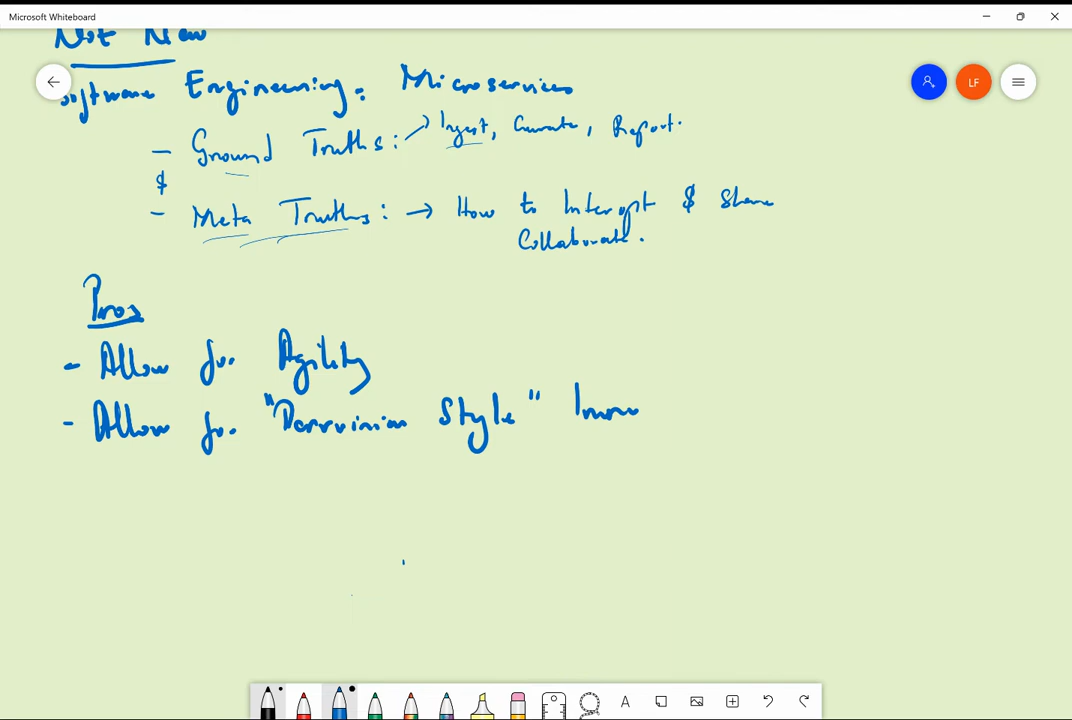 Microsoft Whiteboard
Not New
Software Engineering: Microservices
- Ground Truths: → Ingest, Curate, Report.
&
- Meta Truths: → How to Interopt & Share
Collaborate.
LF
Pros
- Allow for Agility
- Allow for "Darwinian Style" Inno
A